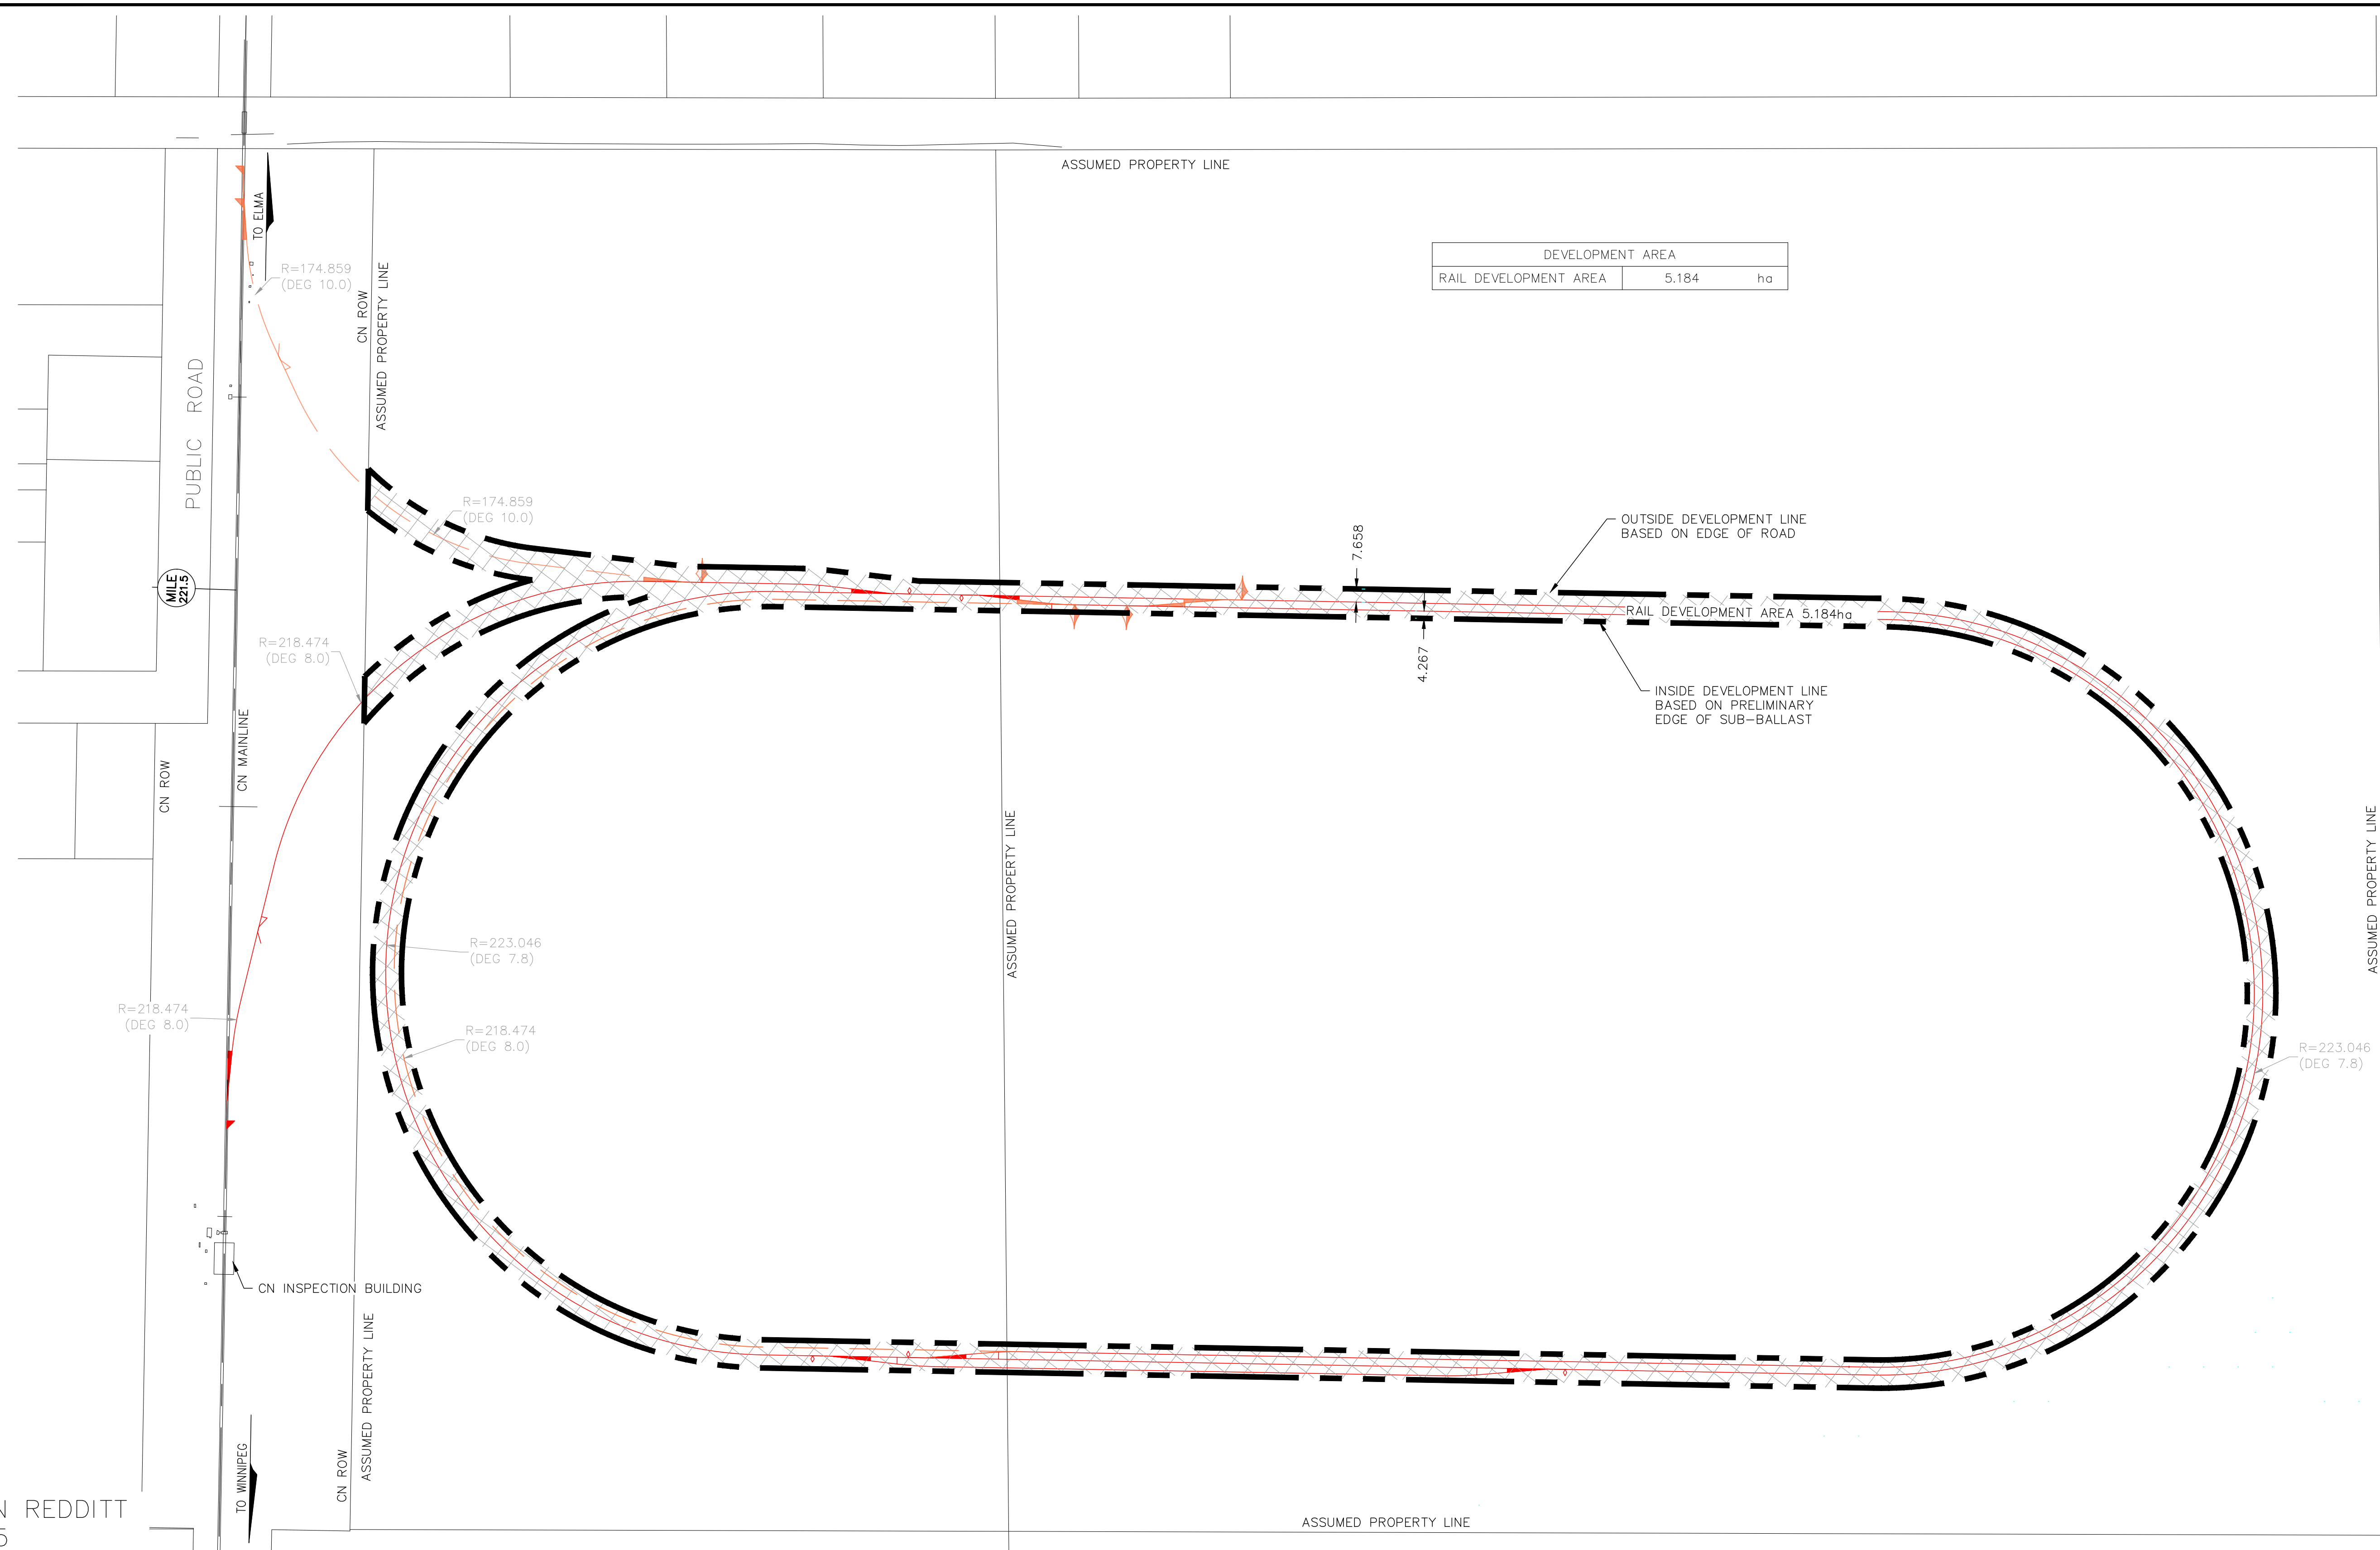 ASSUMED PROPERTY LINE
TO ELMA
R=174.859
(DEG 10.0)
CN ROW
ASSUMED PROPERTY LINE
DEVELOPMENT AREA
RAIL DEVELOPMENT AREA 5.184 ha
PUBLIC ROAD
R=174.859
(DEG 10.0)
7.658
OUTSIDE DEVELOPMENT LINE
BASED ON EDGE OF ROAD
MILE
221.5
RAIL DEVELOPMENT AREA 5.184ha
R=218.474
(DEG 8.0)
4.267
INSIDE DEVELOPMENT LINE
BASED ON PRELIMINARY
EDGE OF SUB-BALLAST
CN ROW
CN MAINLINE
ASSUMED PROPERTY LINE
ASSUMED PROPERTY LINE
R=223.046
(DEG 7.8)
R=218.474
(DEG 8.0)
R=218.474
(DEG 8.0)
R=223.046
(DEG 7.8)
CN INSPECTION BUILDING
ASSUMED PROPERTY LINE
CN ROW
TO WINNIPEG
REDDITT
ASSUMED PROPERTY LINE